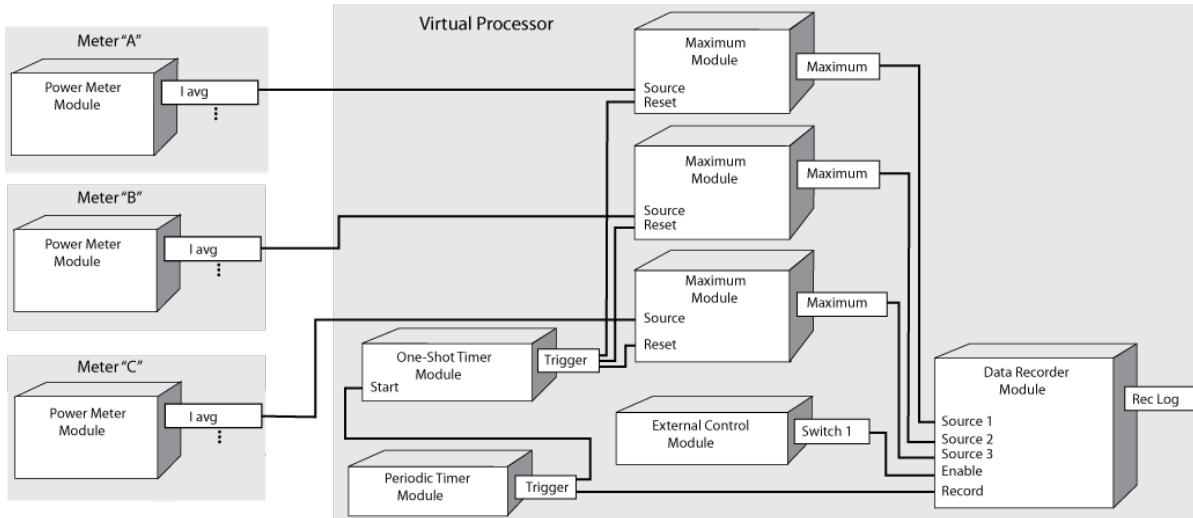 Virtual Processor
Meter "A"
Power Meter
Module
I avg
Meter "B"
Power Meter
Module
I avg
Meter "C"
Power Meter
Module
I avg
Maximum
Module
Source
Reset
Maximum
Maximum
Module
Source
Reset
Maximum
Maximum
Module
Source
Reset
Maximum
One-Shot Timer
Module
Start
Trigger
Periodic Timer
Module
Trigger
External Control
Module
Switch 1
Data Recorder
Module
Source 1
Source 2
Source 3
Enable
Record
Rec Log